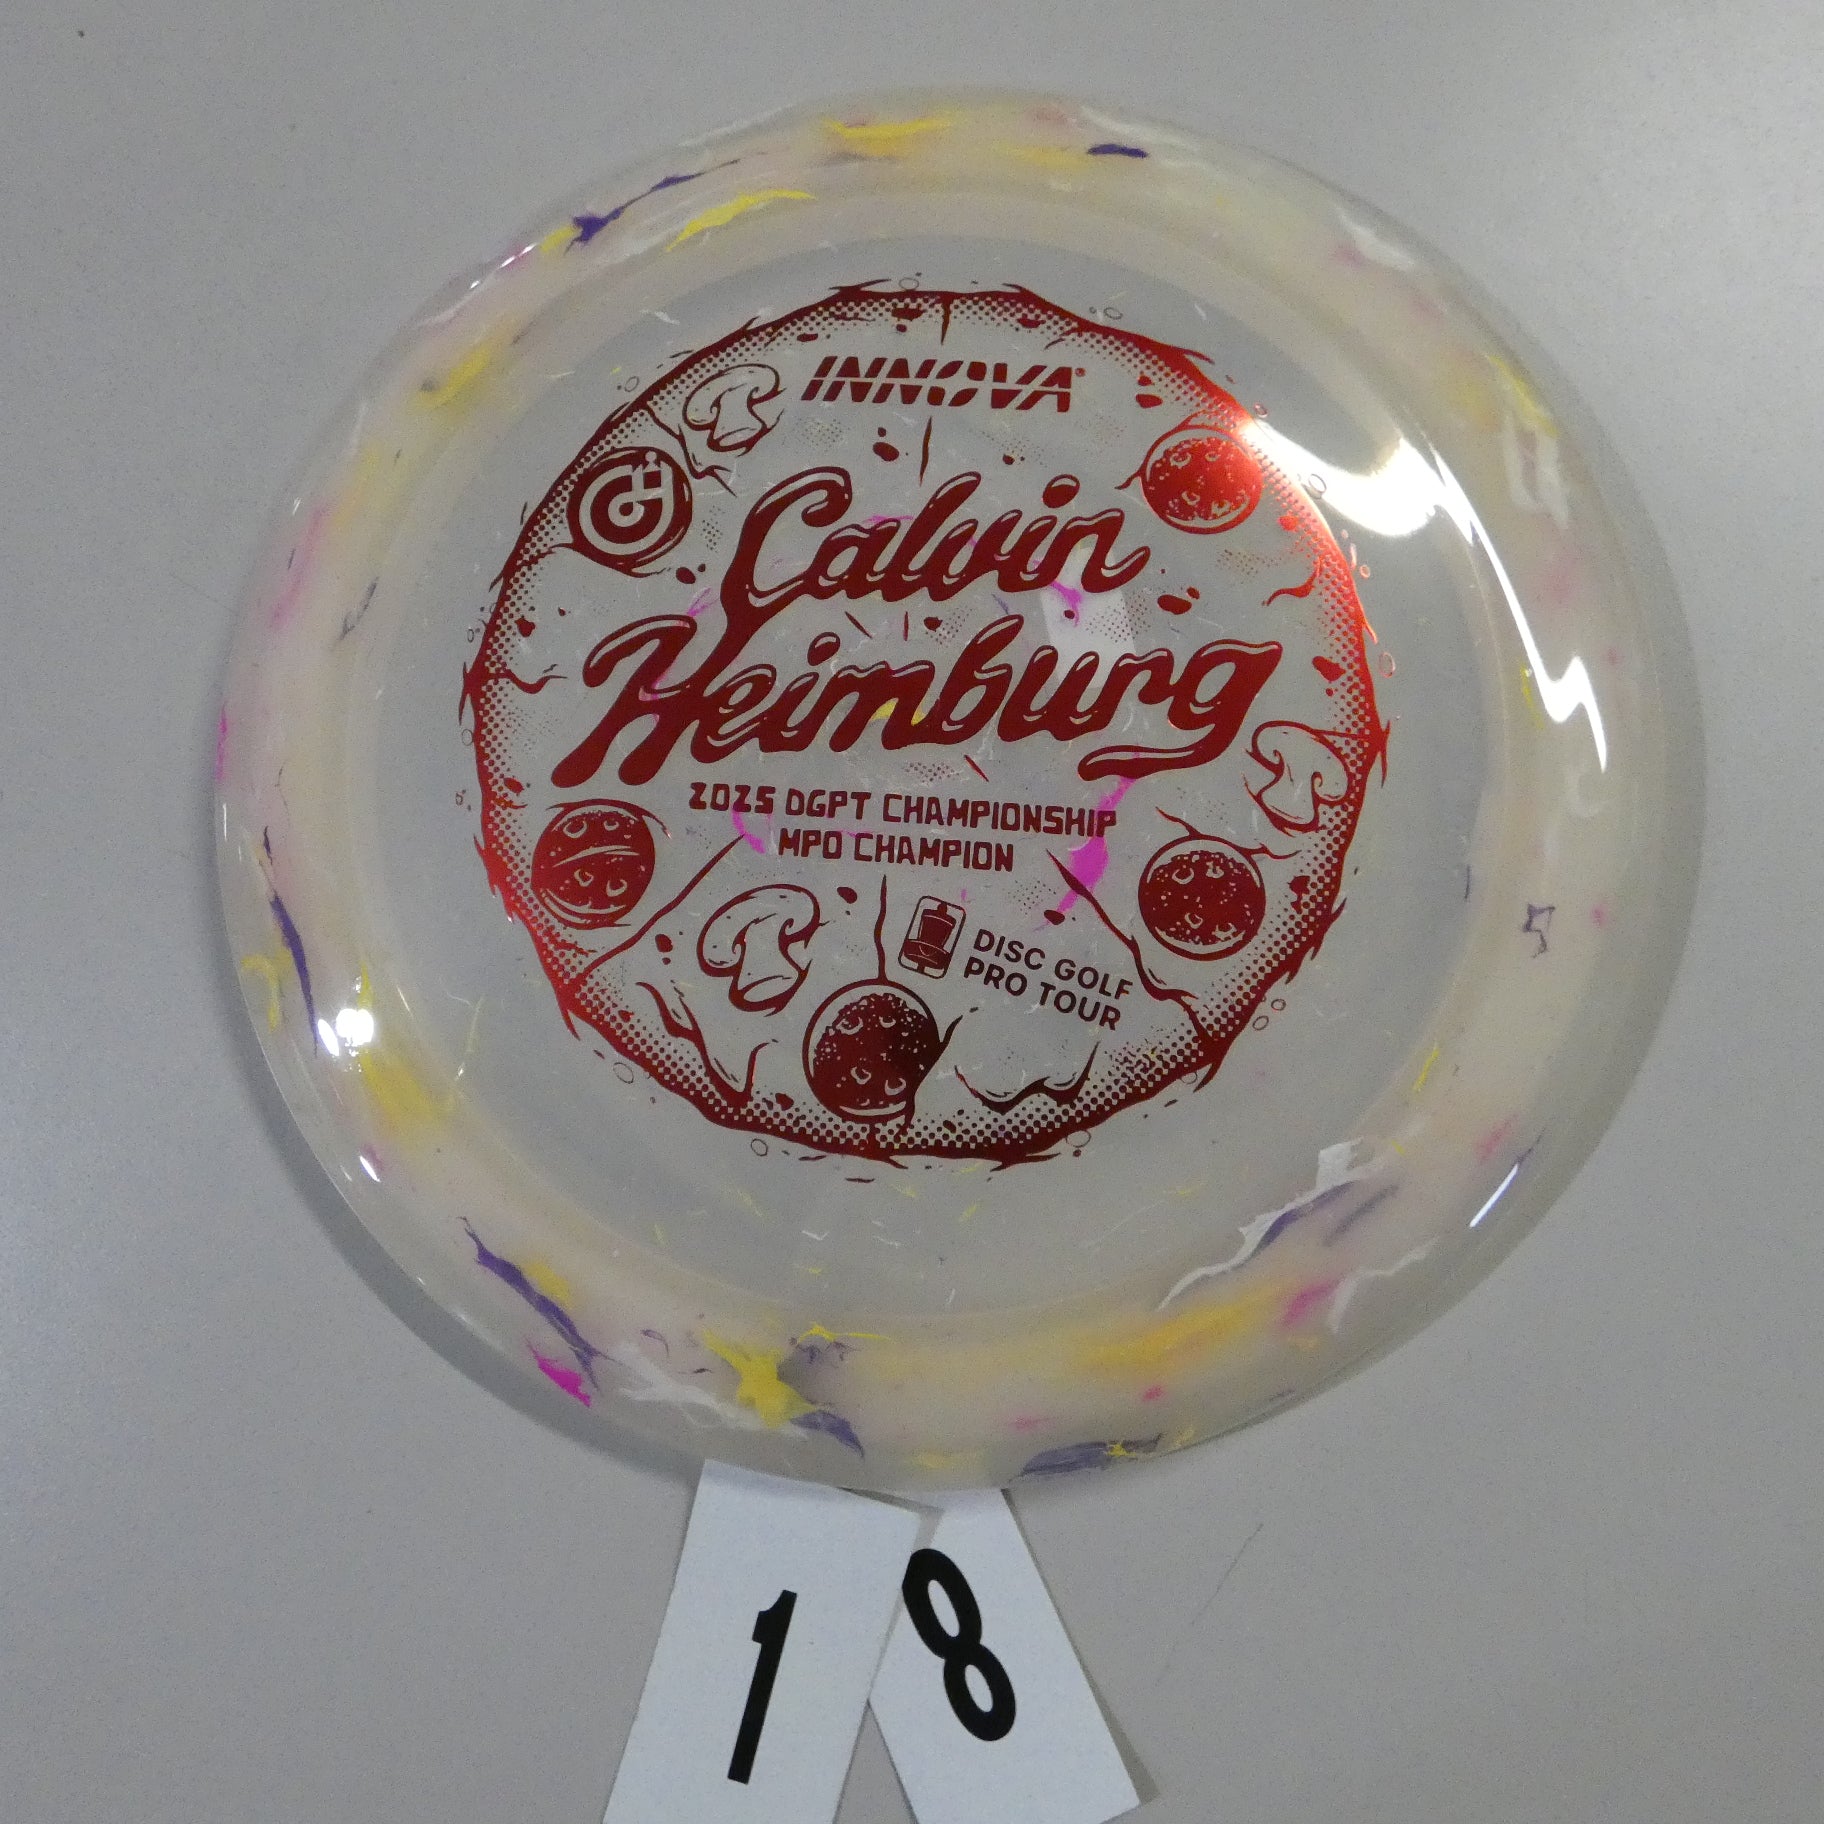 INNOVA®
Calvin
Heimburg
2025 DGPT CHAMPIONSHIP
MPO CHAMPION
DISC GOLF
PRO TOUR
1 8